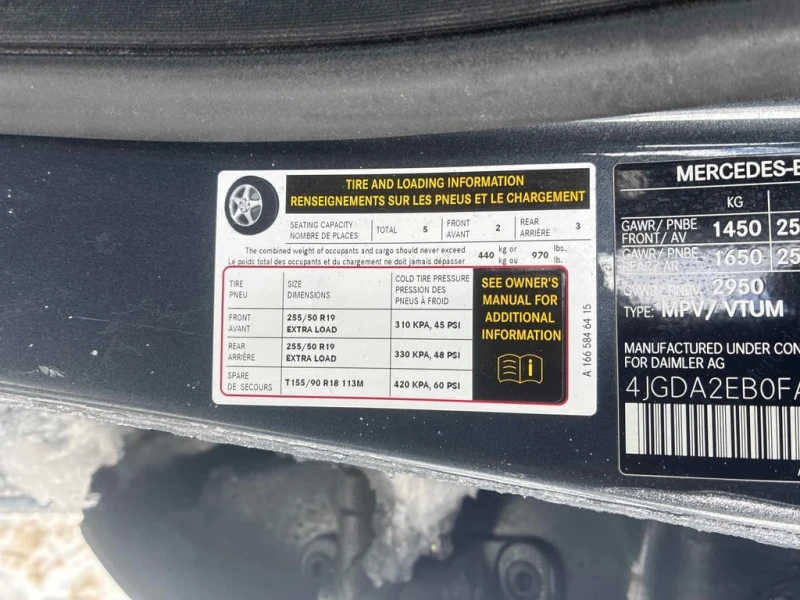 TIRE AND LOADING INFORMATION
RENSEIGNEMENTS SUR LES PNEUS ET LE CHARGEMENT
SEATING CAPACITY
NOMBRE DE PLACES
TOTAL 5
FRONT
AVANT
2
REAR
ARRIÈRE
3
The combined weight of occupants and cargo should never exceed
Le poids total des occupants et du chargement ne doit jamais dépasser
440 kg or
kg ou
970 lbs.
lb.
TIRE
PNEU
SIZE
DIMENSIONS
COLD TIRE PRESSURE
PRESSION DES
PNEUS À FROID
FRONT
AVANT
255/50 R19
EXTRA LOAD
310 KPA, 45 PSI
REAR
ARRIÈRE
255/50 R19
EXTRA LOAD
330 KPA, 48 PSI
SPARE
DE SECOURS
T155/90 R18 113M
420 KPA, 60 PSI
SEE OWNER'S
MANUAL FOR
ADDITIONAL
INFORMATION
A 166 584 64 15
MERCEDES-B
KG
GAWR/PNBE
FRONT/AV
1450 25
GAWR/PNBE
1650 25
2950
TYPE: MPV/VTUM
MANUFACTURED UNDER CON
FOR DAIMLER AG
4JGDA2EB0FA